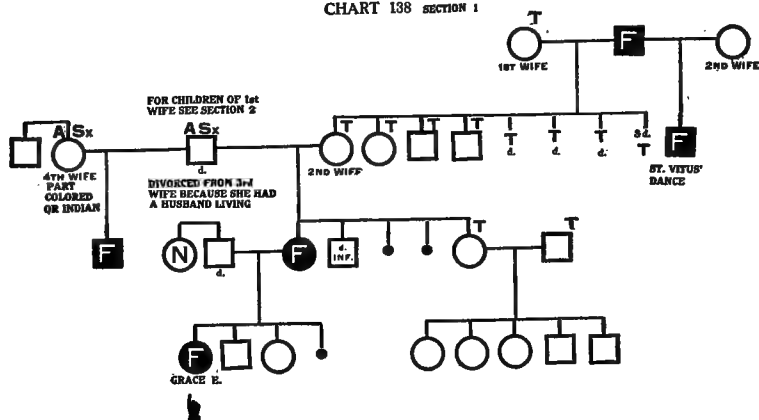 CHART 138 SECTION 1
T
F
1ST WIFE
2ND WIFE
FOR CHILDREN OF 1st
WIFE SEE SECTION 2
A Sx
A Sx
T
T
T
T
T
T
T
Sd.
d.
d.
d.
T
F
4TH WIFE
PART
COLORED
OR INDIAN
d.
2ND WIFE
ST. VITUS'
DANCE
DIVORCED FROM 3rd
WIFE BECAUSE SHE HAD
A HUSBAND LIVING
T
T
F
N
F
d.
INF.
d.
F
GRACE E.